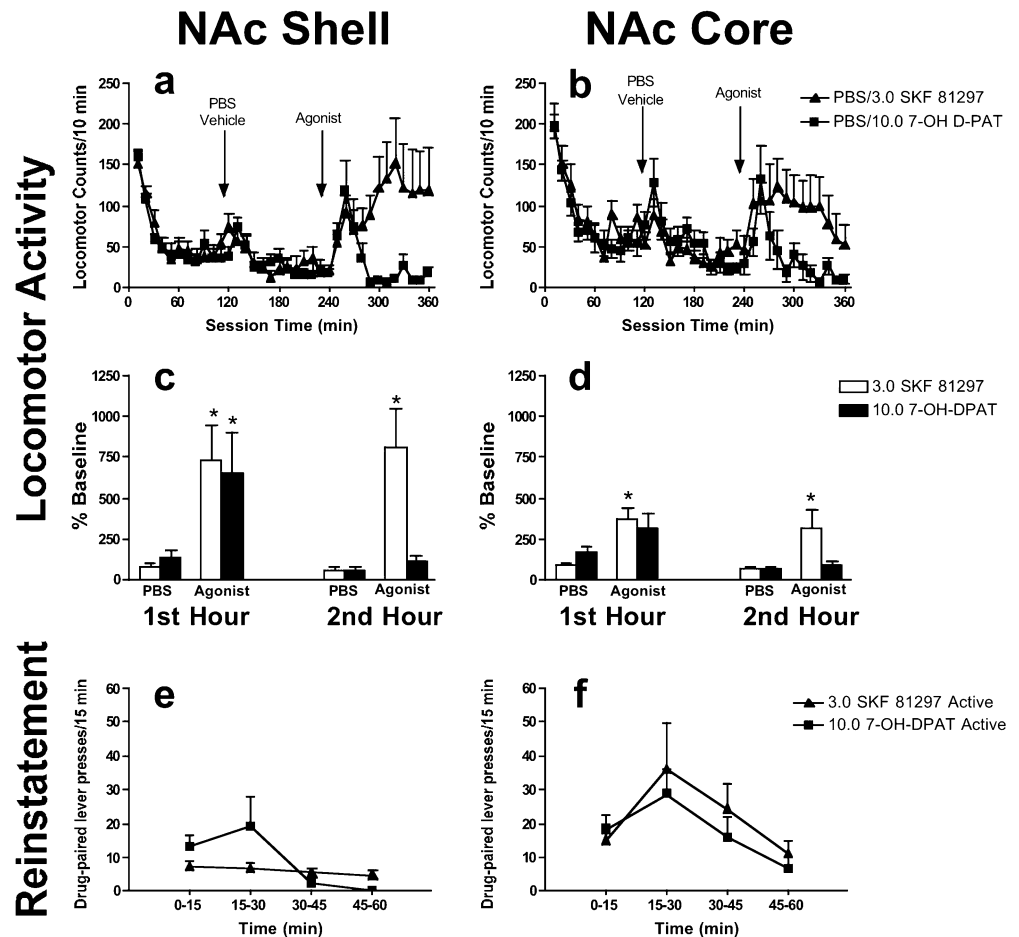 NAc Shell
NAc Core
Locomotor Activity
Reinstatement
a
Locomotor Counts/10 min
250
200
150
100
50
0
PBS
Vehicle
Agonist
0
60
120
180
240
300
360
Session Time (min)
b
Locomotor Counts/10 min
250
200
150
100
50
0
PBS
Vehicle
Agonist
0
60
120
180
240
300
360
Session Time (min)
PBS/3.0 SKF 81297
PBS/10.0 7-OH D-PAT
c
% Baseline
1250
1000
750
500
250
0
* * *
PBS
Agonist
PBS
Agonist
1st Hour
2nd Hour
d
% Baseline
1250
1000
750
500
250
0
* *
PBS
Agonist
PBS
Agonist
1st Hour
2nd Hour
3.0 SKF 81297
10.0 7-OH-DPAT
e
Drug-paired lever presses/15 min
60
50
40
30
20
10
0
0-15
15-30
30-45
45-60
Time (min)
f
Drug-paired lever presses/15 min
60
50
40
30
20
10
0
0-15
15-30
30-45
45-60
Time (min)
3.0 SKF 81297 Active
10.0 7-OH-DPAT Active